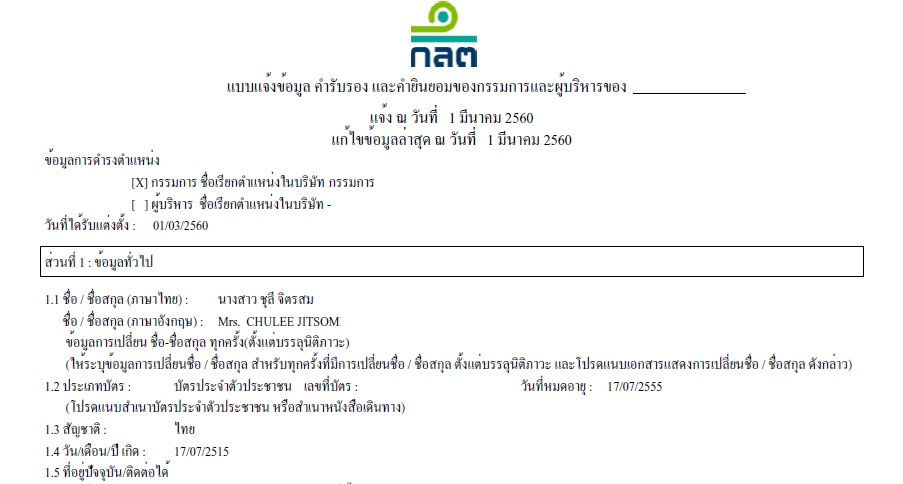 กลต
แบบแจ้งข้อมูล คำรับรอง และคำยินยอมของกรรมการและผู้บริหารของ
แจ้ง ณ วันที่ 1 มีนาคม 2560
แก้ไขข้อมูลล่าสุด ณ วันที่ 1 มีนาคม 2560
ข้อมูลการดำรงตำแหน่ง
[X] กรรมการ ชื่อเรียกตำแหน่งในบริษัท กรรมการ
[ ] ผู้บริหาร ชื่อเรียกตำแหน่งในบริษัท -
วันที่ได้รับแต่งตั้ง : 01/03/2560
ส่วนที่ 1 : ข้อมูลทั่วไป
1.1 ชื่อ / ชื่อสกุล (ภาษาไทย) : นางสาว ชุลี จิตรสม
ชื่อ / ชื่อสกุล (ภาษาอังกฤษ) : Mrs. CHULEE JITSOM
ข้อมูลการเปลี่ยน ชื่อ-ชื่อสกุล ทุกครั้ง(ตั้งแต่บรรลุนิติภาวะ)
(ให้ระบุข้อมูลการเปลี่ยนชื่อ / ชื่อสกุล สำหรับทุกครั้งที่มีการเปลี่ยนชื่อ / ชื่อสกุล ตั้งแต่บรรลุนิติภาวะ และโปรดแนบเอกสารแสดงการเปลี่ยนชื่อ / ชื่อสกุล ดังกล่าว)
1.2 ประเภทบัตร : บัตรประจำตัวประชาชน เลขที่บัตร : วันที่หมดอายุ : 17/07/2555
(โปรดแนบสำเนาบัตรประจำตัวประชาชน หรือสำเนาหนังสือเดินทาง)
1.3 สัญชาติ : ไทย
1.4 วัน/เดือน/ปี เกิด : 17/07/2515
1.5 ที่อยู่ปัจจุบัน/ติดต่อได้